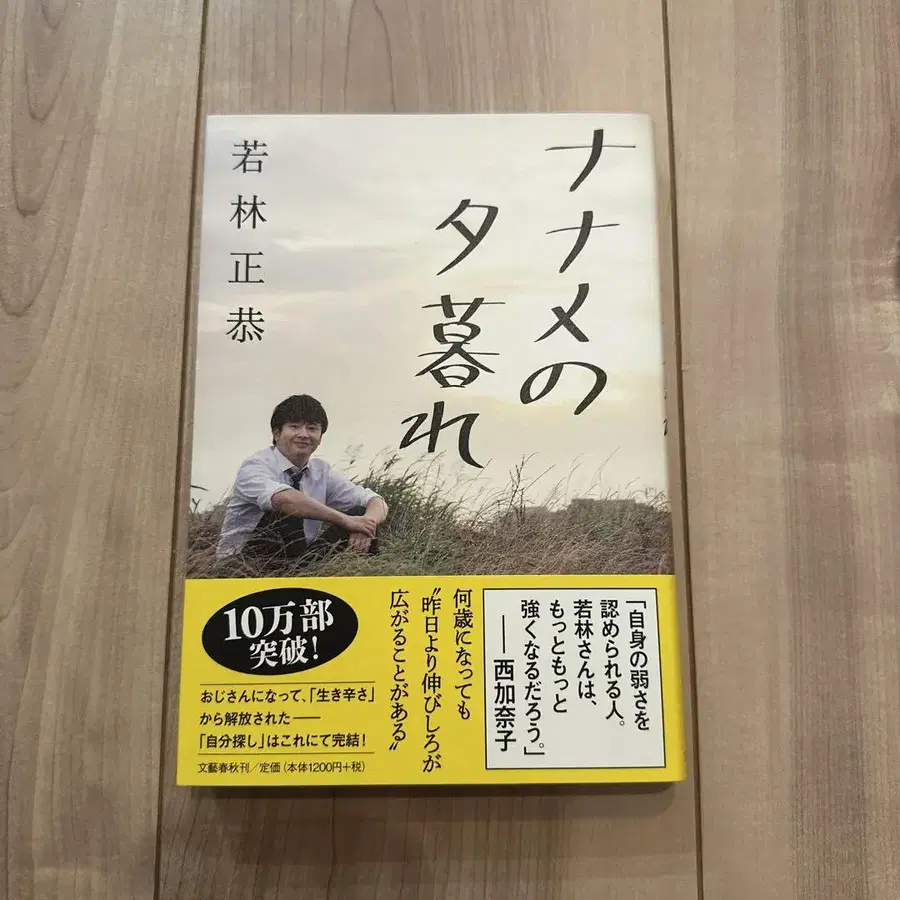 ナナメの
夕暮れ
若林正恭
「自身の弱さを
認められる人。
若林さんは、
もっともっと
強くなるだろう。」
――西加奈子
何歳になっても
“昨日より伸びしろが
広がることがある”
10万部
突破!
おじさんになって、「生き辛さ」
から解放された――
「自分探し」はこれにて完結!
文藝春秋刊/定価(本体1200円+税)